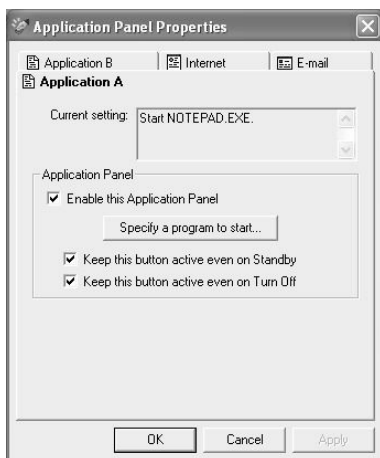 Application Panel Properties
Application B
Internet
E-mail
Application A
Current setting:
Start NOTEPAD.EXE.
Application Panel
Enable this Application Panel
Specify a program to start...
Keep this button active even on Standby
Keep this button active even on Turn Off
OK
Cancel
Apply